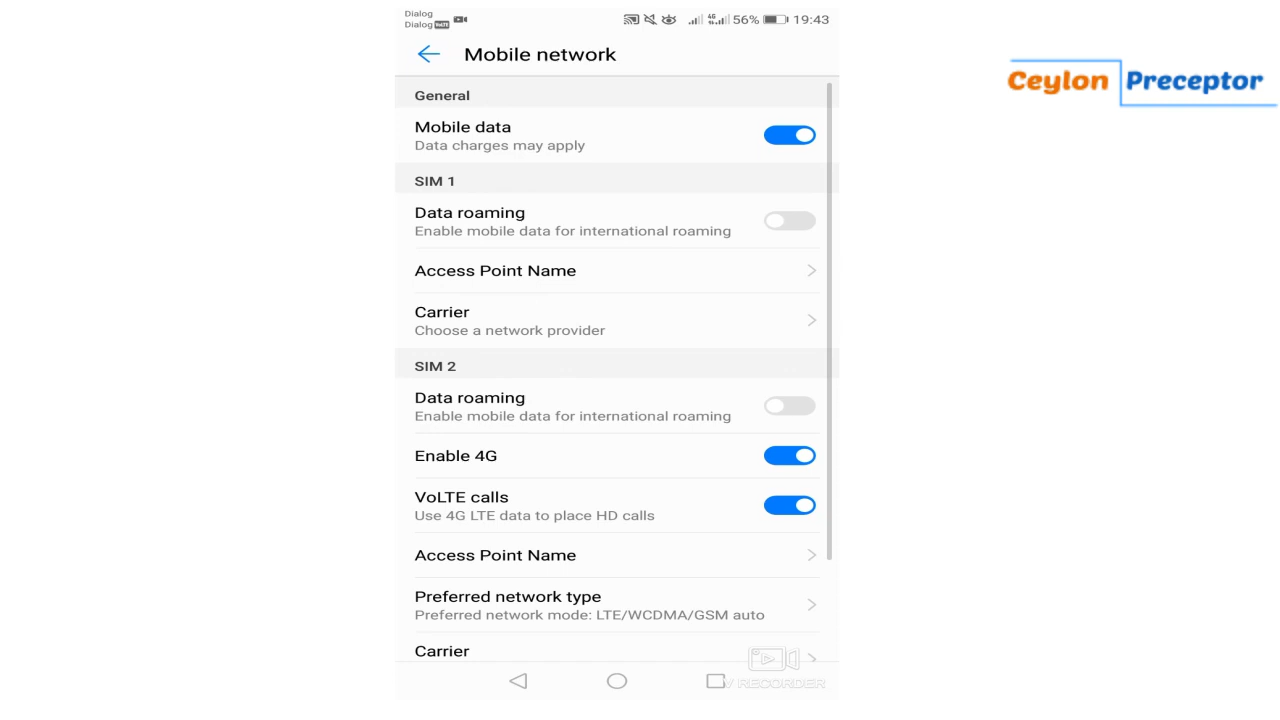 Dialog
Dialog VoLTE
4G 56% 19:43
Mobile network
Ceylon Preceptor
General
Mobile data
Data charges may apply
SIM 1
Data roaming
Enable mobile data for international roaming
Access Point Name
Carrier
Choose a network provider
SIM 2
Data roaming
Enable mobile data for international roaming
Enable 4G
VoLTE calls
Use 4G LTE data to place HD calls
Access Point Name
Preferred network type
Preferred network mode: LTE/WCDMA/GSM auto
Carrier
V RECORDER